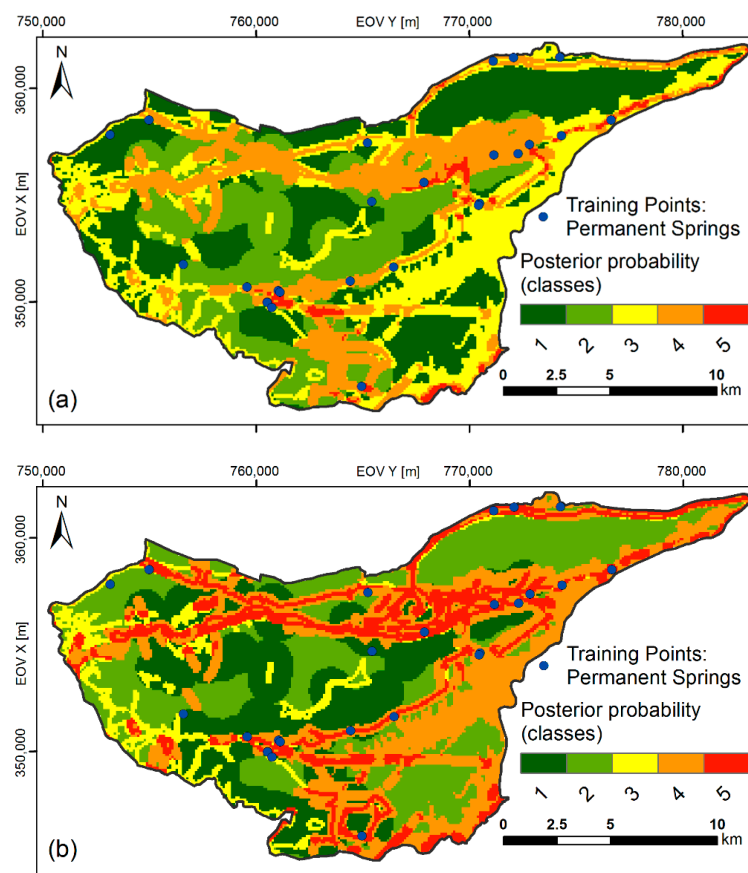 750,000 760,000 770,000 780,000
EOV Y [m]
N
360,000
EOV X [m]
350,000
Training Points:
Permanent Springs
Posterior probability
(classes)
1 2 3 4 5
0 2.5 5 10
km
(a)
750,000 760,000 770,000 780,000
EOV Y [m]
N
360,000
EOV X [m]
350,000
Training Points:
Permanent Springs
Posterior probability
(classes)
1 2 3 4 5
0 2.5 5 10
km
(b)